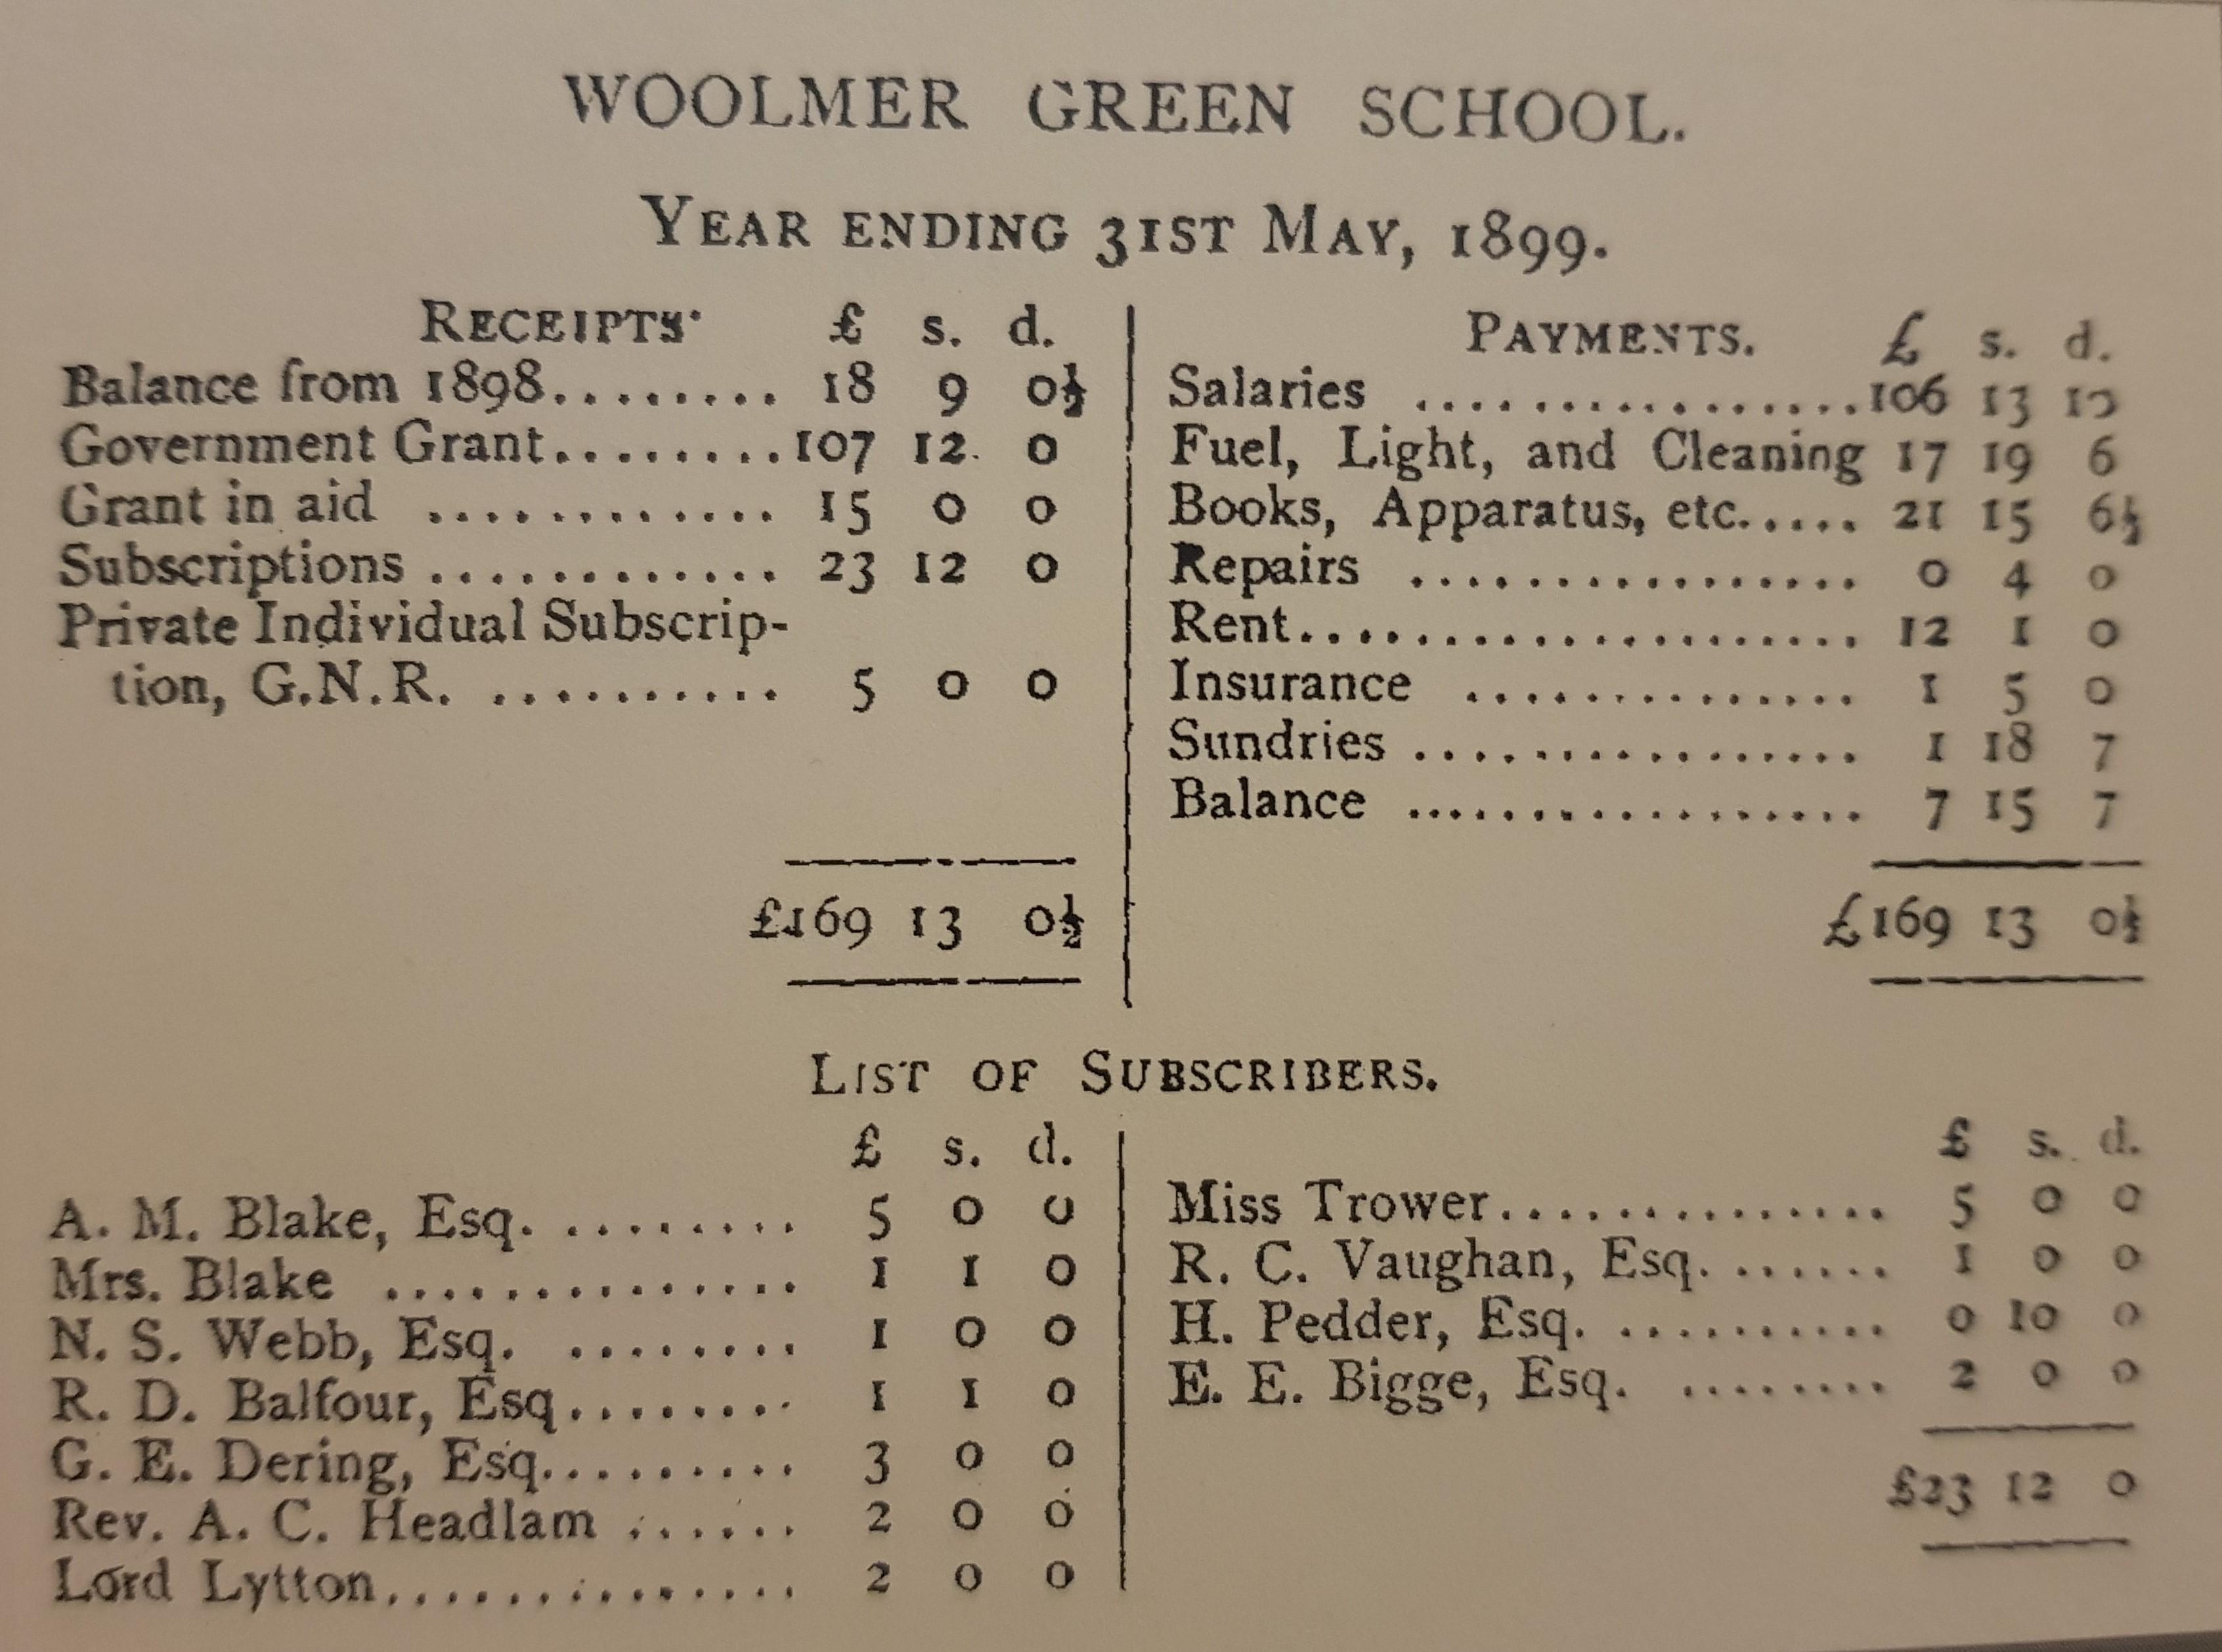 WOOLMER GREEN SCHOOL.
YEAR ENDING 31ST MAY, 1899.
RECEIPTS. £ s. d.
Balance from 1898......... 18 9 0½
Government Grant......... 107 12 0
Grant in aid ............. 15 0 0
Subscriptions ............. 23 12 0
Private Individual Subscrip-
tion, G.N.R. ........... 5 0 0
£169 13 0½
PAYMENTS. £ s. d.
Salaries .................. 106 13 10
Fuel, Light, and Cleaning 17 19 6
Books, Apparatus, etc..... 21 15 6½
Repairs ................. 0 4 0
Rent.................... 12 1 0
Insurance ............... 1 5 0
Sundries ................. 1 18 7
Balance .................. 7 15 7
£169 13 0½
LIST OF SUBSCRIBERS.
£ s. d.
A. M. Blake, Esq. ......... 5 0 0
Mrs. Blake ............... 1 1 0
N. S. Webb, Esq. ........ 1 0 0
R. D. Balfour, Esq........ 1 1 0
G. E. Dering, Esq......... 3 0 0
Rev. A. C. Headlam ...... 2 0 0
Lord Lytton............... 2 0 0
£ s. d.
Miss Trower............... 5 0 0
R. C. Vaughan, Esq. ...... 1 0 0
H. Pedder, Esq. ........... 0 10 0
E. E. Bigge, Esq. ........ 2 0 0
£23 12 0